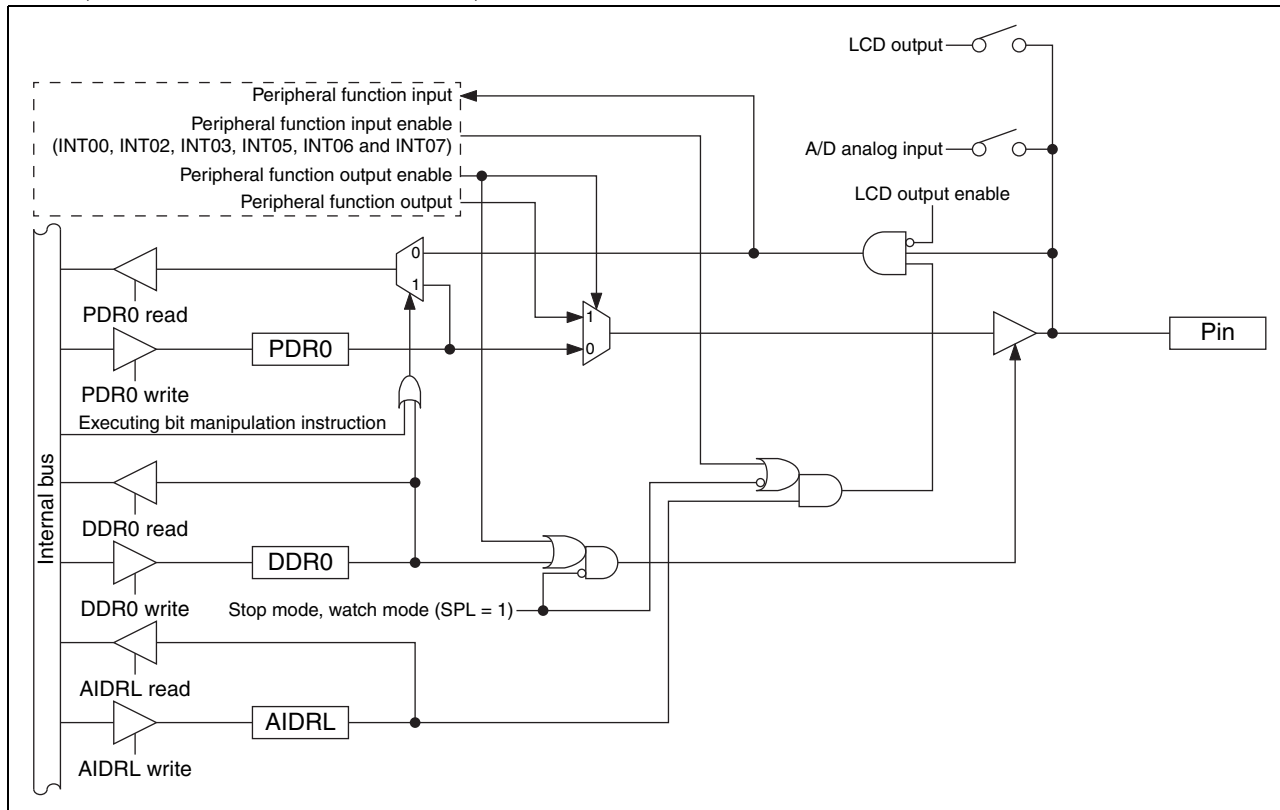 LCD output
Peripheral function input
Peripheral function input enable
(INT00, INT02, INT03, INT05, INT06 and INT07)
A/D analog input
Peripheral function output enable
LCD output enable
Peripheral function output
0
1
PDR0 read
1
0
Pin
PDR0
PDR0 write
Executing bit manipulation instruction
Internal bus
DDR0 read
DDR0
DDR0 write
Stop mode, watch mode (SPL = 1)
AIDRL read
AIDRL
AIDRL write